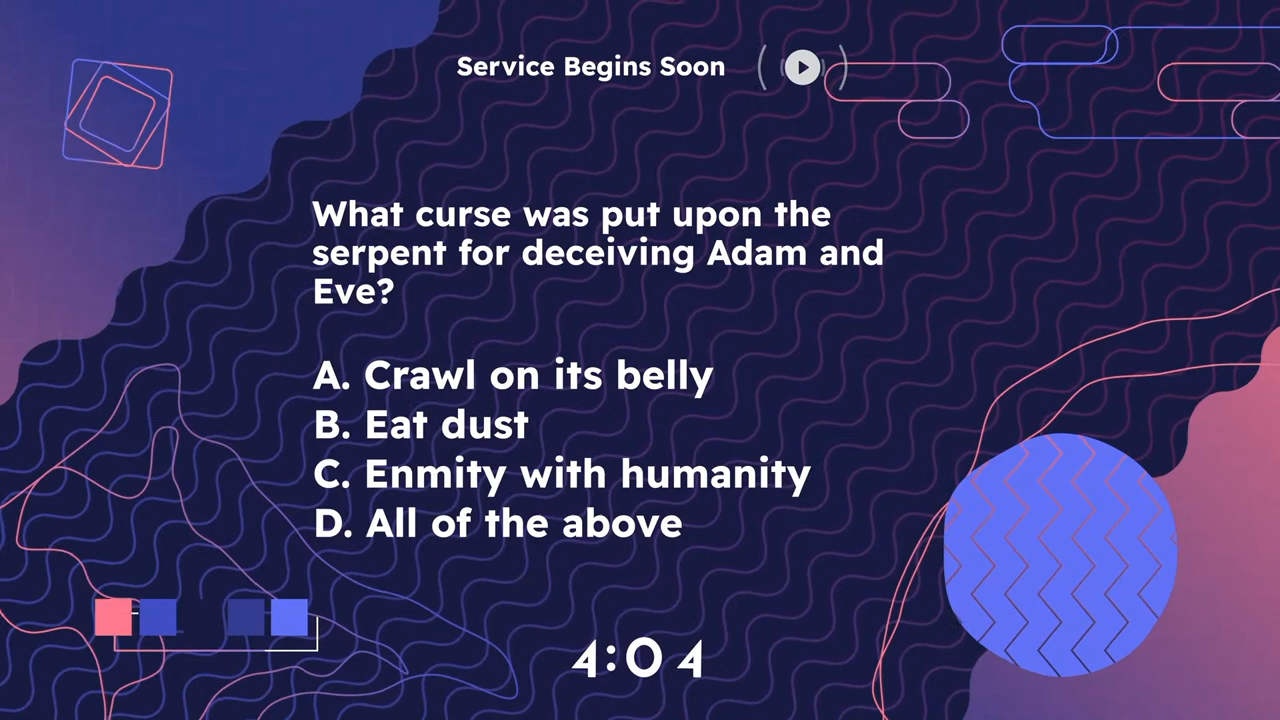 Service Begins Soon
What curse was put upon the
serpent for deceiving Adam and
Eve?
A. Crawl on its belly
B. Eat dust
C. Enmity with humanity
D. All of the above
4:04